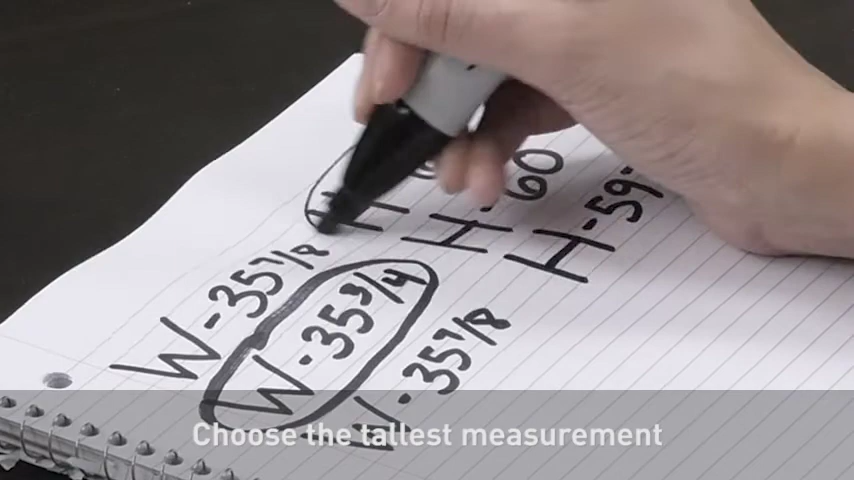 W-35 7/8
W-35 3/4
W-35 7/8
H-
H-60
H-59
Choose the tallest measurement